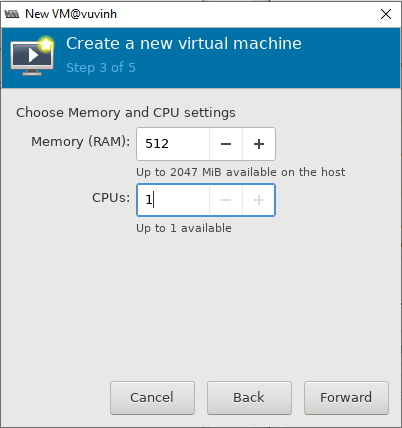 New VM@vuvinh
Create a new virtual machine
Step 3 of 5
Choose Memory and CPU settings
Memory (RAM): 512 − +
Up to 2047 MiB available on the host
CPUs: 1 − +
Up to 1 available
Cancel Back Forward